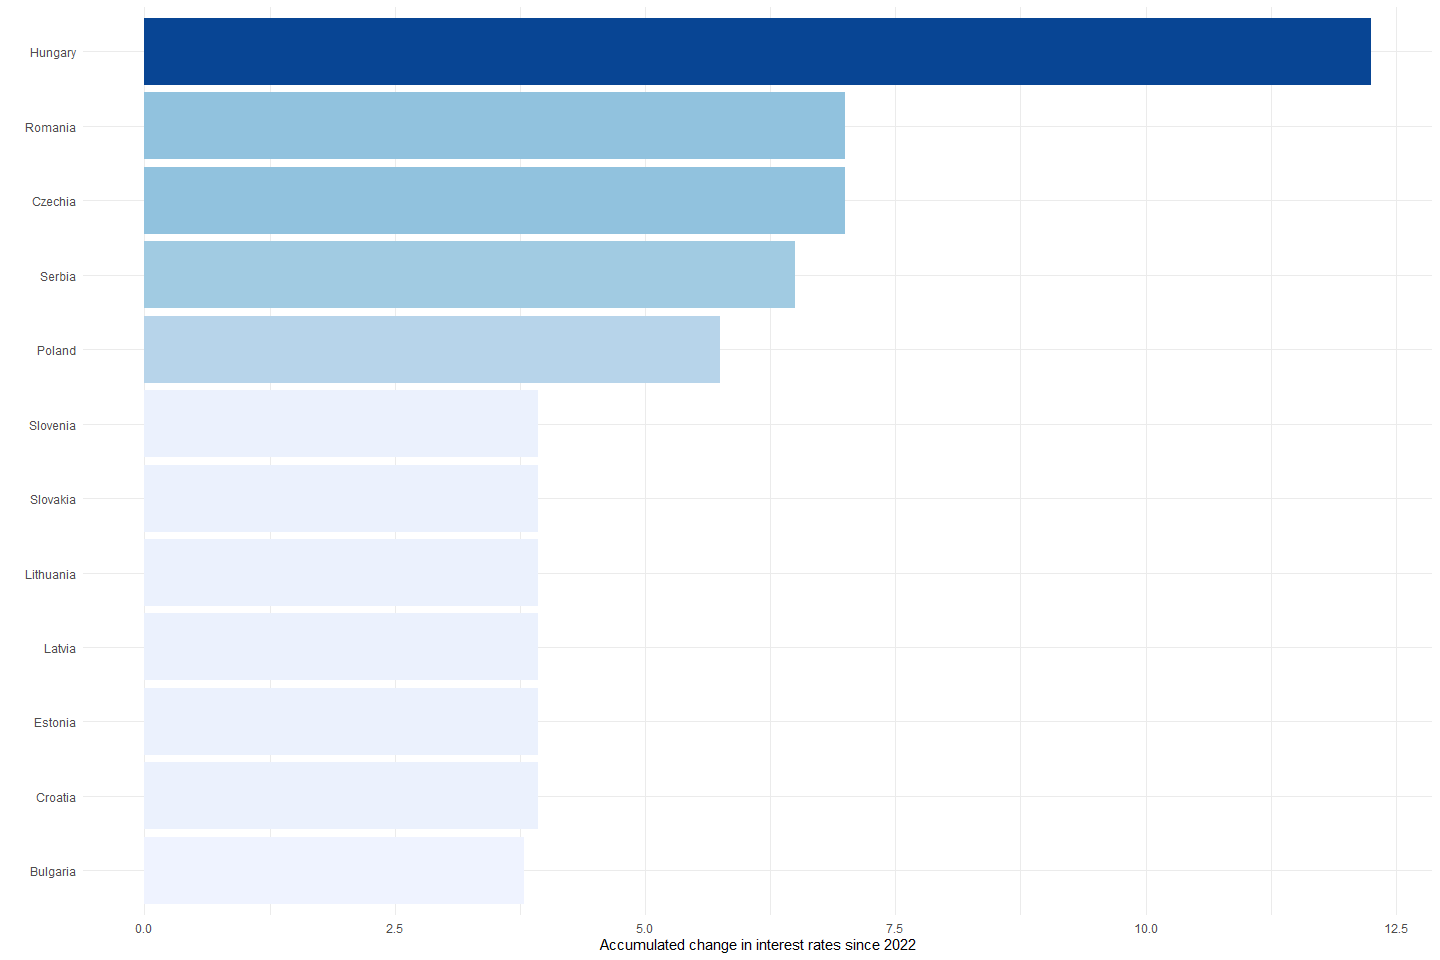 Hungary
Romania
Czechia
Serbia
Poland
Slovenia
Slovakia
Lithuania
Latvia
Estonia
Croatia
Bulgaria
0.0 2.5 5.0 7.5 10.0 12.5
Accumulated change in interest rates since 2022